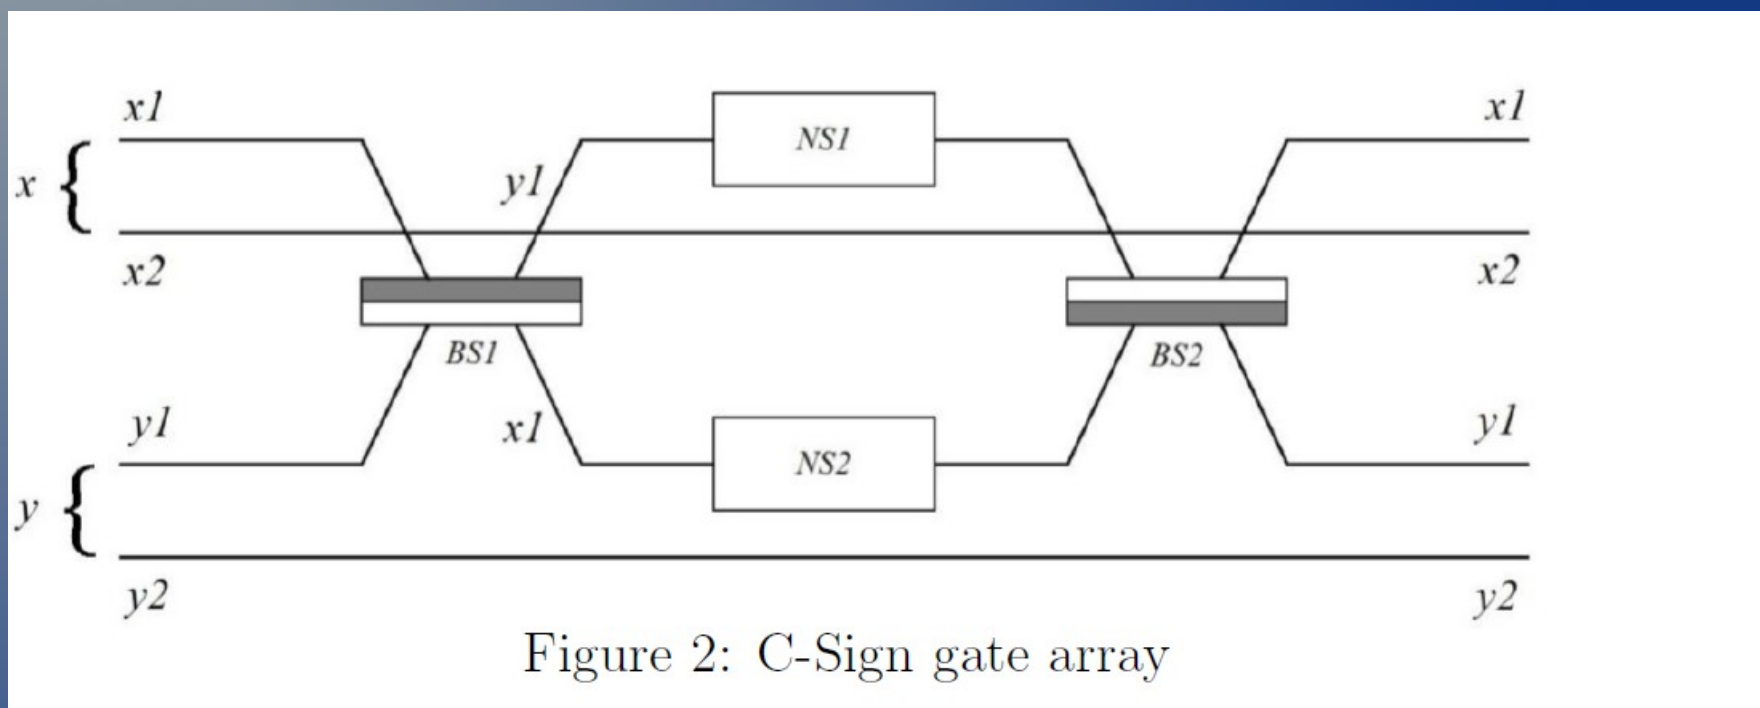 x1
x1
NS1
y1
x
x2
x2
BS1
BS2
y1
y1
x1
NS2
y
y2
y2
Figure 2: C-Sign gate array